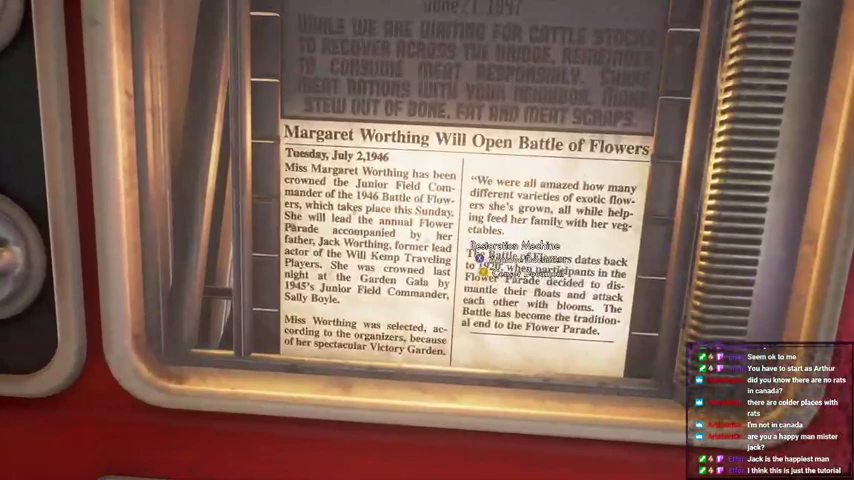 June 27, 1947
WHILE WE ARE WAITING FOR CATTLE STOCKS
TO RECOVER ACROSS THE BRIDGE, REMEMBER
TO CONSUME MEAT RESPONSIBLY. SHARE
MEAT RATIONS WITH YOUR NEIGHBOR. MAKE
STEW OUT OF BONE, FAT AND MEAT SCRAPS.
Margaret Worthing Will Open Battle of Flowers
Tuesday, July 2,1946
Miss Margaret Worthing has been
crowned the Junior Field Com-
mander of the 1946 Battle of Flow-
ers, which takes place this Sunday.
She will lead the annual Flower
Parade accompanied by her
father, Jack Worthing, former lead
actor of the Will Kemp Traveling
Players. She was crowned last
night at the Garden Gala by
1945's Junior Field Commander,
Sally Boyle.
Miss Worthing was selected, ac-
cording to the organizers, because
of her spectacular Victory Garden.
"We were all amazed how many
different varieties of exotic flow-
ers she's grown, all while help-
ing feed her family with her veg-
etables.
The Battle of Flowers dates back
to 1920, when participants in the
Flower Parade decided to dis-
mantle their floats and attack
each other with blooms. The
Battle has become the tradition-
al end to the Flower Parade.
Restoration Machine
Seem ok to me
You have to start as Arthur
did you know there are no rats
in canada?
there are colder places with
rats
I'm not in canada
are you a happy man mister
jack?
Jack is the happiest man
I think this is just the tutorial